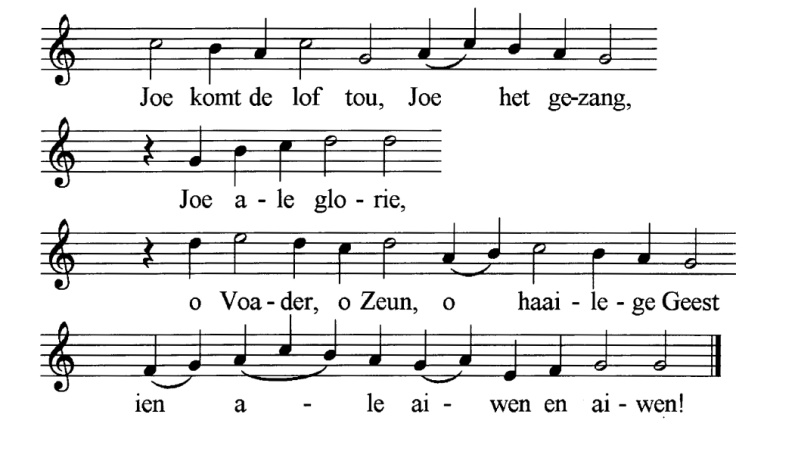 Joe komt de lof tou, Joe het ge-zang,
Joe a - le glo - rie,
o Voa - der, o Zeun, o haai - le - ge Geest
ien a - le ai - wen en ai - wen!